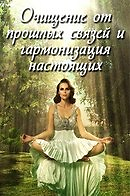 Очищение от
прошлых связей и
гармонизация
настоящих